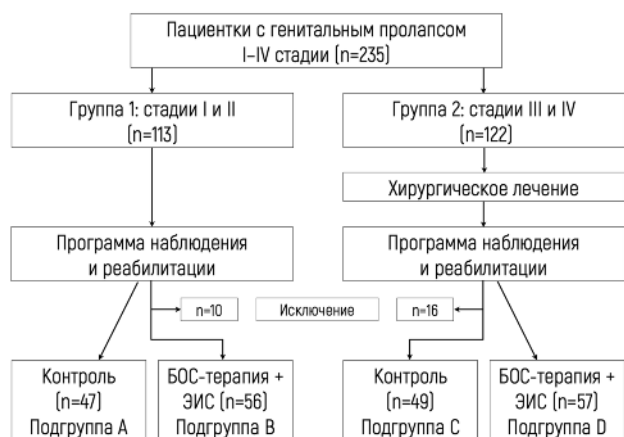 Пациентки с генитальным пролапсом
I–IV стадии (n=235)
Группа 1: стадии I и II
(n=113)
Группа 2: стадии III и IV
(n=122)
Хирургическое лечение
Программа наблюдения
и реабилитации
Программа наблюдения
и реабилитации
n=10
Исключение
n=16
Контроль
(n=47)
Подгруппа A
БОС-терапия +
ЭИС (n=56)
Подгруппа B
Контроль
(n=49)
Подгруппа C
БОС-терапия +
ЭИС (n=57)
Подгруппа D